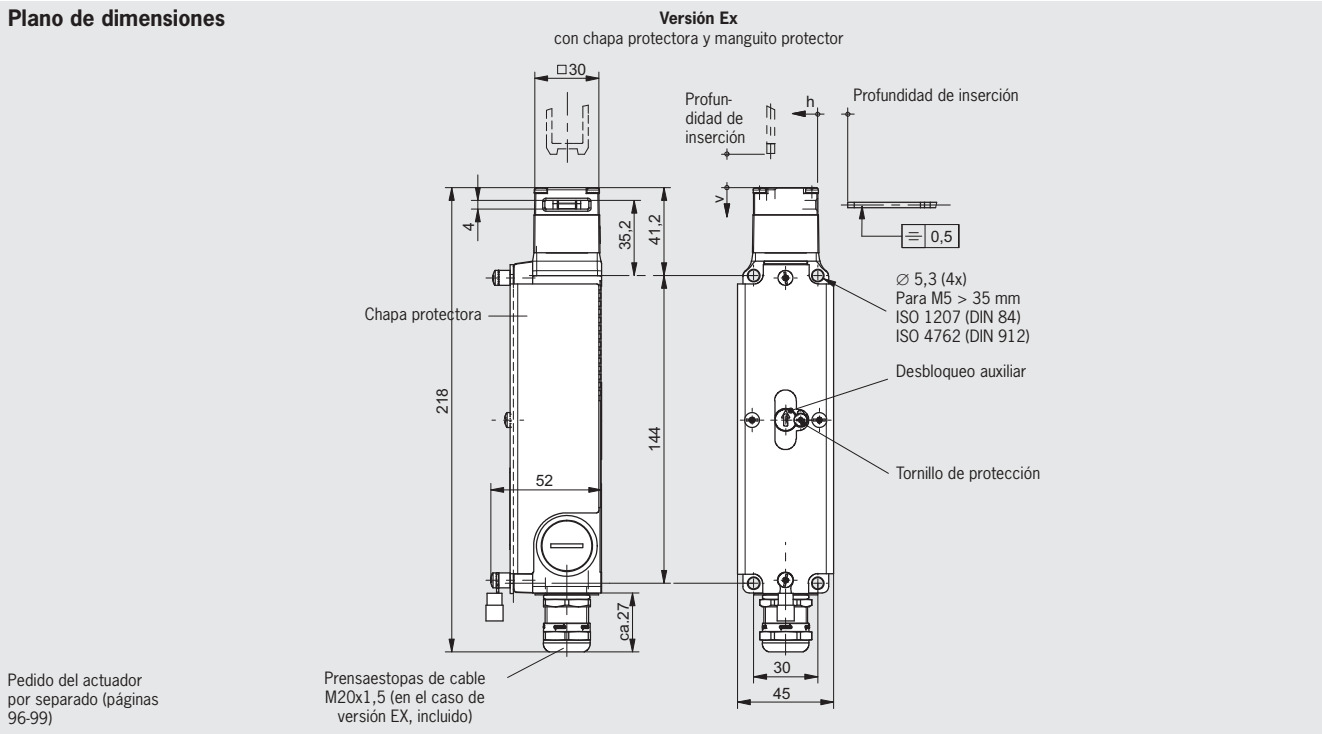 Plano de dimensiones
Versión Ex
con chapa protectora y manguito protector
□30
Profun-
didad de
inserción
h
Profundidad de inserción
v
4
35,2
41,2
⌯ 0,5
∅ 5,3 (4x)
Para M5 > 35 mm
ISO 1207 (DIN 84)
ISO 4762 (DIN 912)
Chapa protectora
Desbloqueo auxiliar
218
144
Tornillo de protección
52
ca.27
30
45
Prensaestopas de cable
M20x1,5 (en el caso de
versión EX, incluido)
Pedido del actuador
por separado (páginas
96-99)